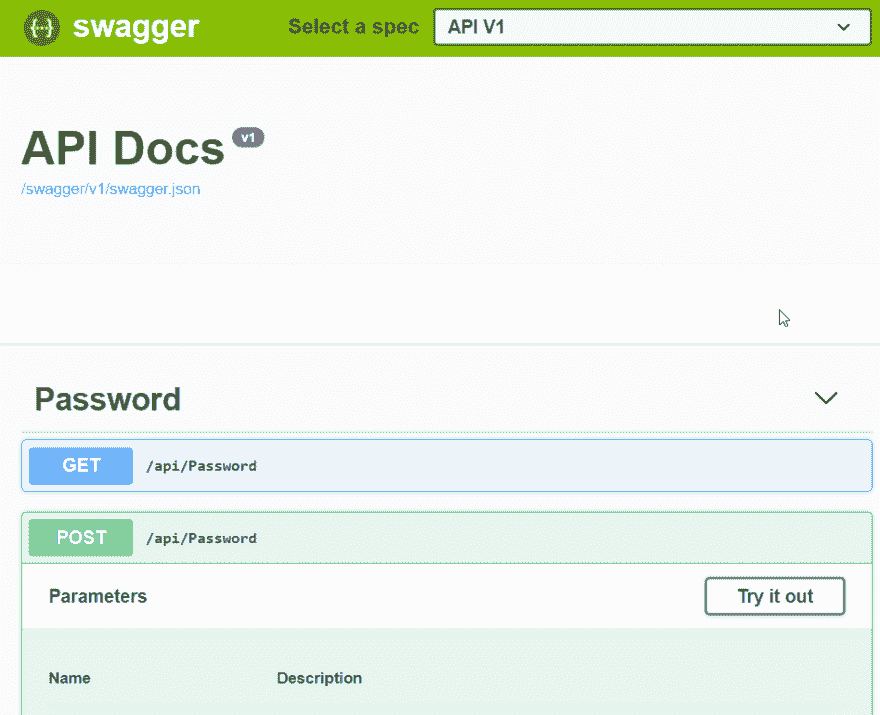 swagger Select a spec API V1
API Docs v1
/swagger/v1/swagger.json
Password
GET /api/Password
POST /api/Password
Parameters Try it out
Name Description